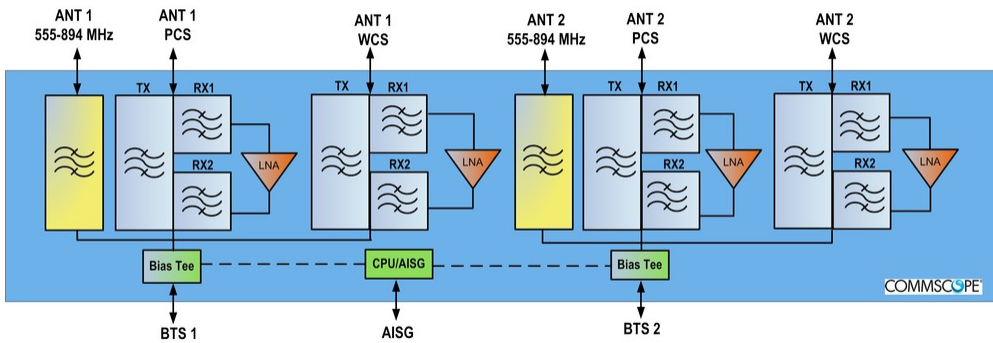 ANT 1
555-894 MHz
ANT 1
PCS
ANT 1
WCS
ANT 2
555-894 MHz
ANT 2
PCS
ANT 2
WCS
TX
RX1
TX
RX1
TX
RX1
TX
RX1
LNA
LNA
LNA
LNA
RX2
RX2
RX2
RX2
Bias Tee
CPU/AISG
Bias Tee
COMMSCOPE®
BTS 1
AISG
BTS 2